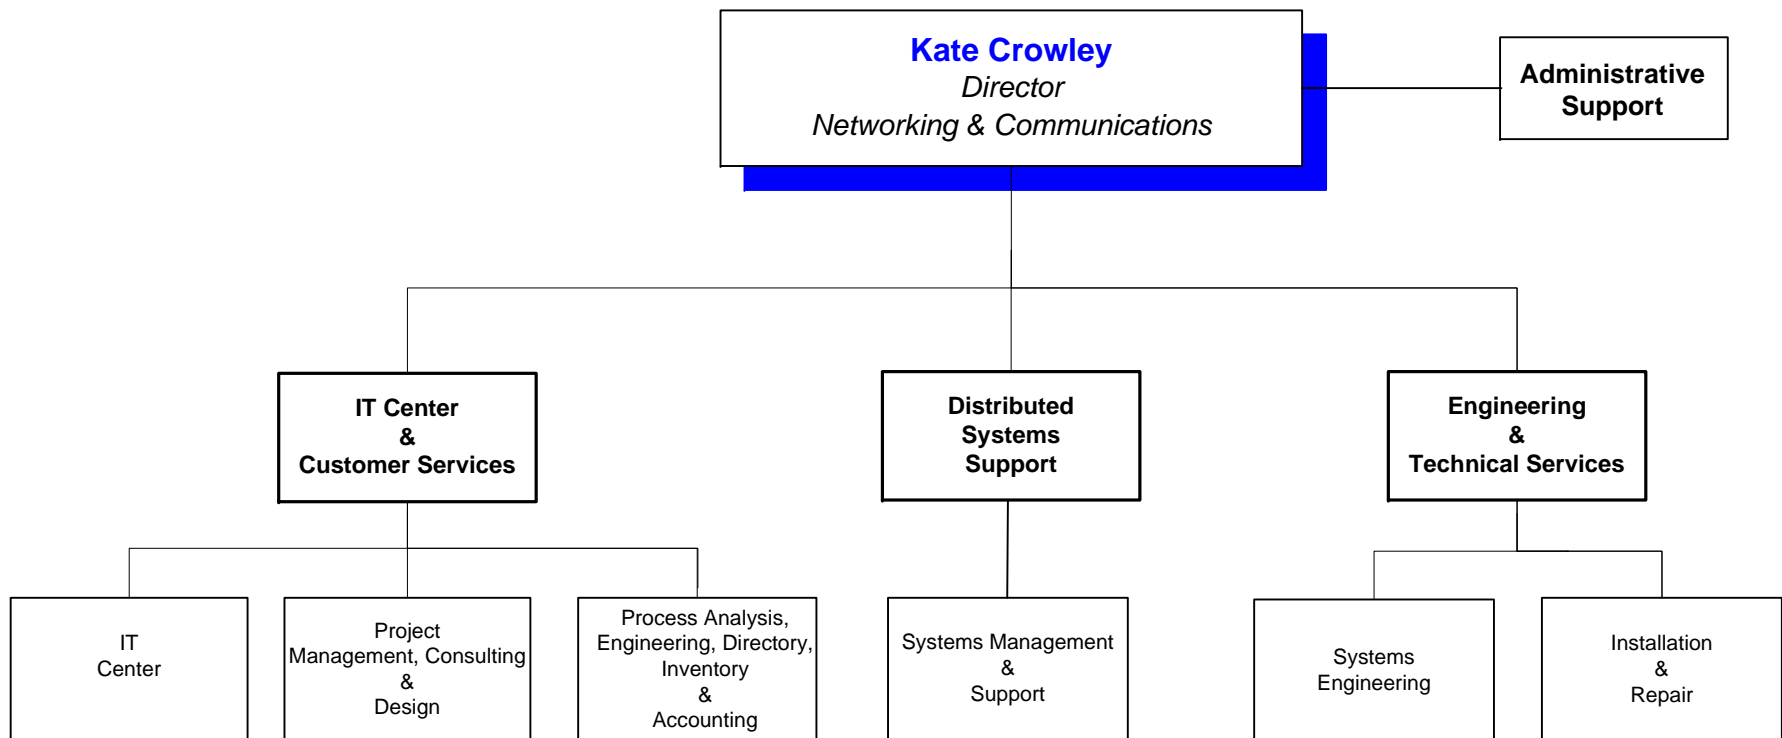 Kate Crowley
Director
Networking & Communications
Administrative
Support
IT Center
&
Customer Services
Distributed
Systems
Support
Engineering
&
Technical Services
IT
Center
Project
Management, Consulting
&
Design
Process Analysis,
Engineering, Directory,
Inventory
&
Accounting
Systems Management
&
Support
Systems
Engineering
Installation
&
Repair